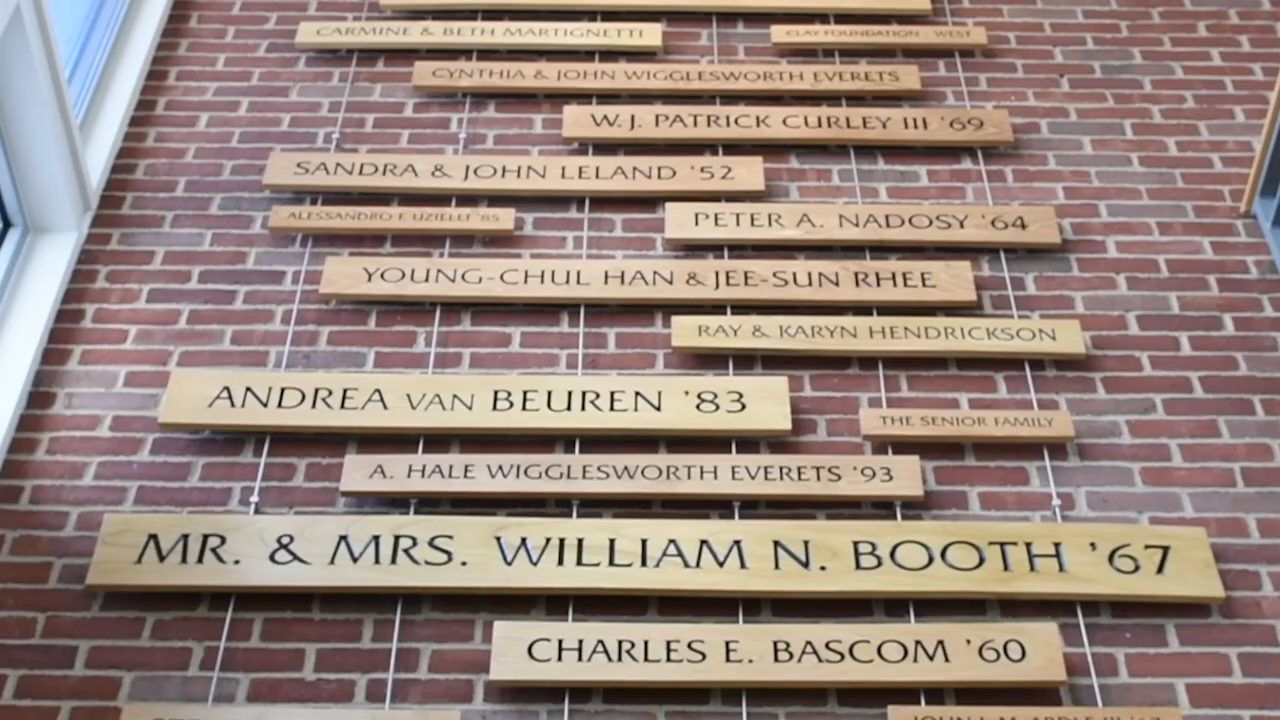 CARMINE & BETH MARTIGNETTI
CLAY FOUNDATION - WEST
CYNTHIA & JOHN WIGGLESWORTH EVERETS
W.J. PATRICK CURLEY III '69
SANDRA & JOHN LELAND '52
ALESSANDRO F. UZIELLI '85
PETER A. NADOSY '64
YOUNG-CHUL HAN & JEE-SUN RHEE
RAY & KARYN HENDRICKSON
ANDREA VAN BEUREN '83
THE SENIOR FAMILY
A. HALE WIGGLESWORTH EVERETS '93
MR. & MRS. WILLIAM N. BOOTH '67
CHARLES E. BASCOM '60